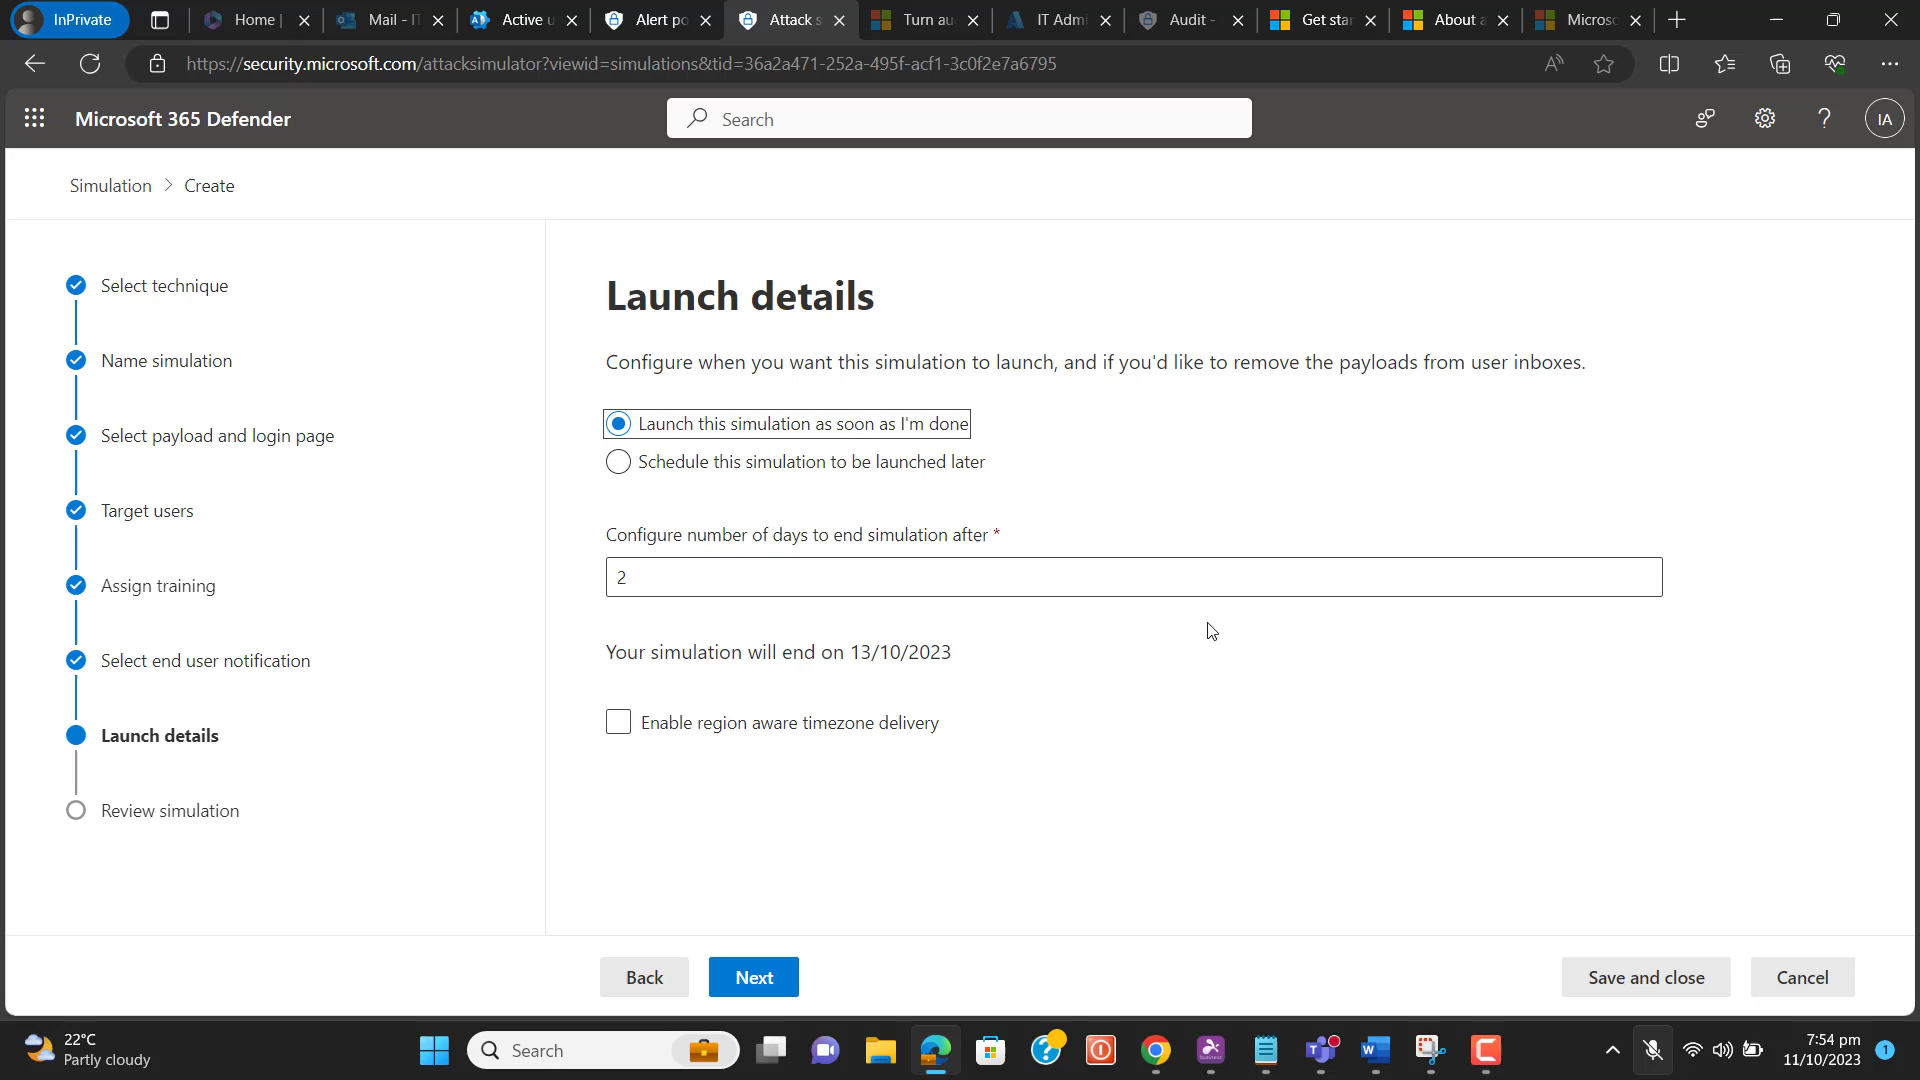 InPrivate
Home |
Mail - IT
Active u
Alert po
Attack s
Turn au
IT Admi
Audit -
Get star
About a
Microso
https://security.microsoft.com/attacksimulator?viewid=simulations&tid=36a2a471-252a-495f-acf1-3c0f2e7a6795
Microsoft 365 Defender
Search
IA
Simulation > Create
Select technique
Name simulation
Select payload and login page
Target users
Assign training
Select end user notification
Launch details
Review simulation
Launch details
Configure when you want this simulation to launch, and if you'd like to remove the payloads from user inboxes.
Launch this simulation as soon as I'm done
Schedule this simulation to be launched later
Configure number of days to end simulation after *
2
Your simulation will end on 13/10/2023
Enable region aware timezone delivery
Back
Next
Save and close
Cancel
22°C
Partly cloudy
Search
7:54 pm
11/10/2023
1